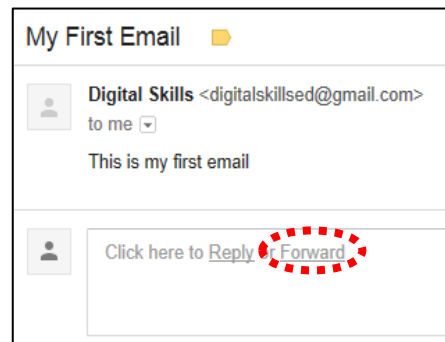 My First Email
Digital Skills <digitalskillsed@gmail.com>
to me
This is my first email
Click here to Reply or Forward